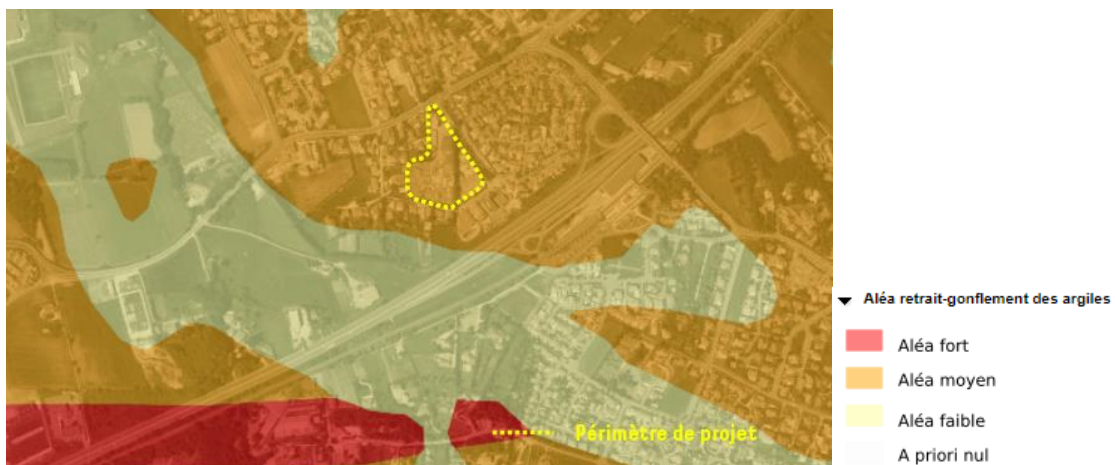 Périmètre de projet
Aléa retrait-gonflement des argiles
Aléa fort
Aléa moyen
Aléa faible
A priori nul